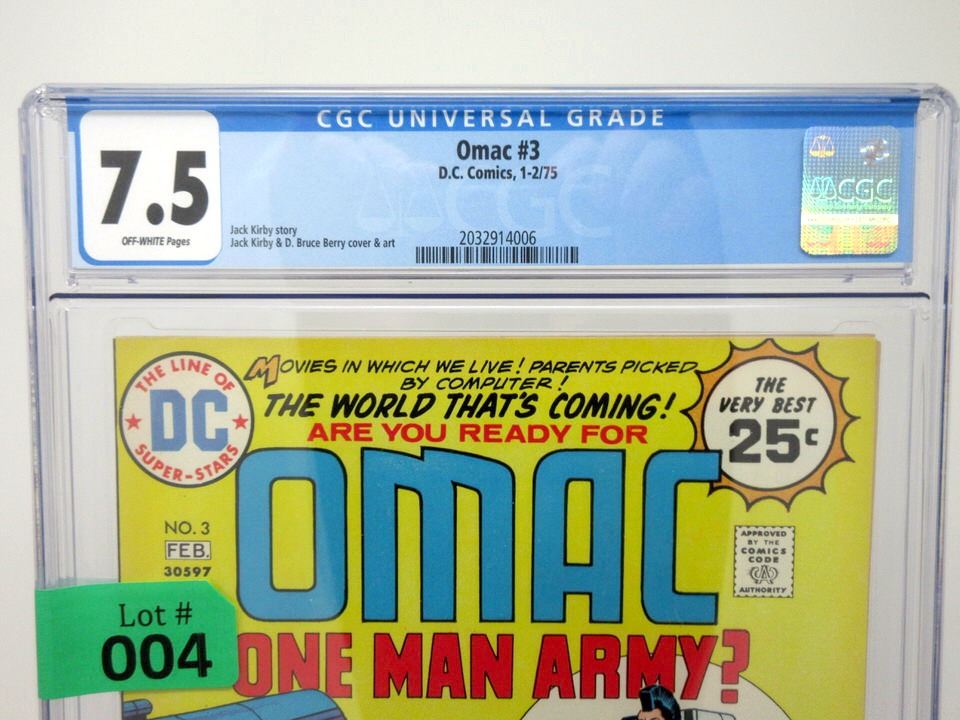 CGC UNIVERSAL GRADE
7.5
OFF-WHITE Pages
Omac #3
D.C. Comics, 1-2/75
Jack Kirby story
Jack Kirby & D. Bruce Berry cover & art
2032914006
CGC
CGC
THE LINE OF
DC
SUPER-STARS
MOVIES IN WHICH WE LIVE! PARENTS PICKED
BY COMPUTER!
THE WORLD THAT'S COMING!
ARE YOU READY FOR
THE
VERY BEST
25c
OMAC
NO. 3
FEB.
30597
APPROVED
BY THE
COMICS
CODE
CA
AUTHORITY
Lot #
004
ONE MAN ARMY?